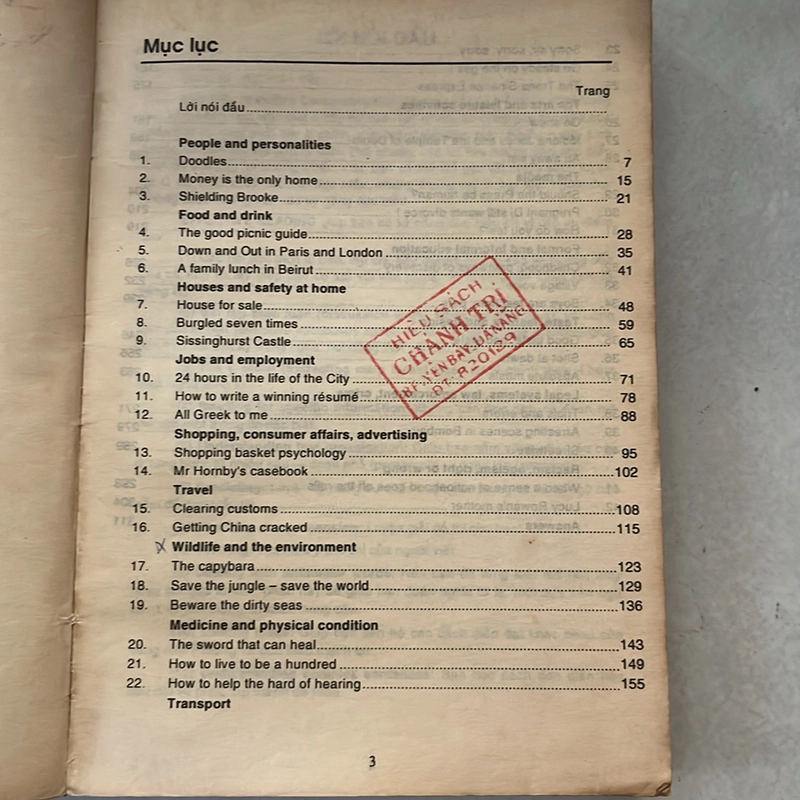 Mục lục
Trang
Lời nói đầu
People and personalities
1. Doodles 7
2. Money is the only home 15
3. Shielding Brooke 21
Food and drink
4. The good picnic guide 28
5. Down and Out in Paris and London 35
6. A family lunch in Beirut 41
Houses and safety at home
7. House for sale 48
8. Burgled seven times 59
9. Sissinghurst Castle 65
Jobs and employment
10. 24 hours in the life of the City 71
11. How to write a winning résumé 78
12. All Greek to me 88
Shopping, consumer affairs, advertising
13. Shopping basket psychology 95
14. Mr Hornby's casebook 102
Travel
15. Clearing customs 108
16. Getting China cracked 115
Wildlife and the environment
17. The capybara 123
18. Save the jungle – save the world 129
19. Beware the dirty seas 136
Medicine and physical condition
20. The sword that can heal 143
21. How to live to be a hundred 149
22. How to help the hard of hearing 155
Transport
3
HIỆU SÁCH
CHÁNH TRÍ
YÊN BÁY - ĐÀ NẴNG
ĐT: 820129